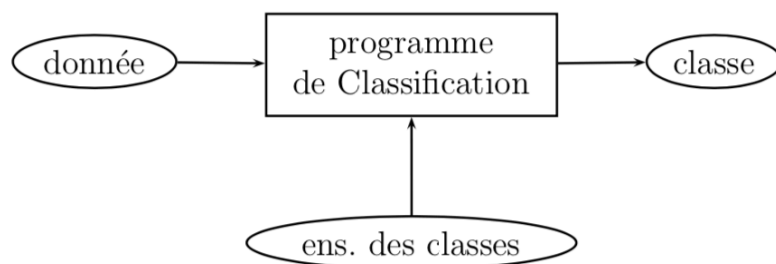 donnée
programme
de Classification
classe
ens. des classes